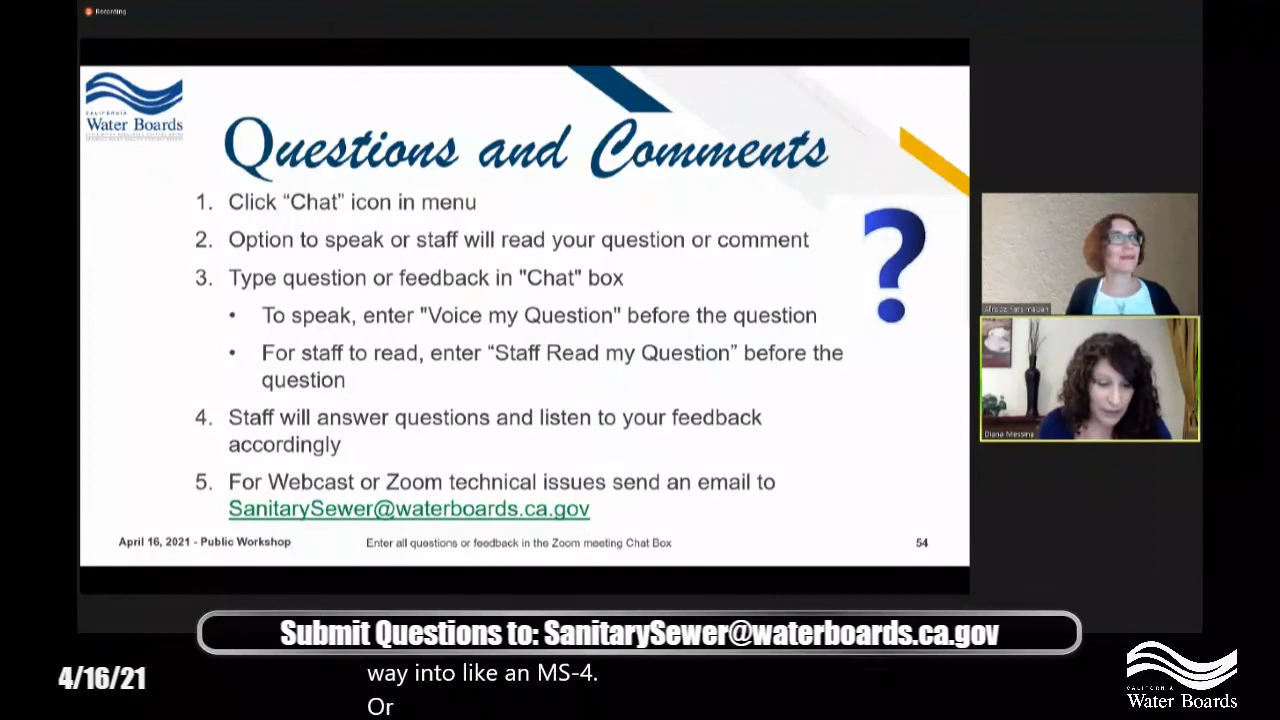 Recording
CALIFORNIA
Water Boards
Questions and Comments
1. Click “Chat” icon in menu
2. Option to speak or staff will read your question or comment
3. Type question or feedback in "Chat" box
• To speak, enter "Voice my Question" before the question
• For staff to read, enter “Staff Read my Question” before the
question
4. Staff will answer questions and listen to your feedback
accordingly
5. For Webcast or Zoom technical issues send an email to
SanitarySewer@waterboards.ca.gov
April 16, 2021 - Public Workshop
Enter all questions or feedback in the Zoom meeting Chat Box
54
?
Diana Messina
Submit Questions to: SanitarySewer@waterboards.ca.gov
4/16/21
way into like an MS-4.
Or
CALIFORNIA
Water Boards